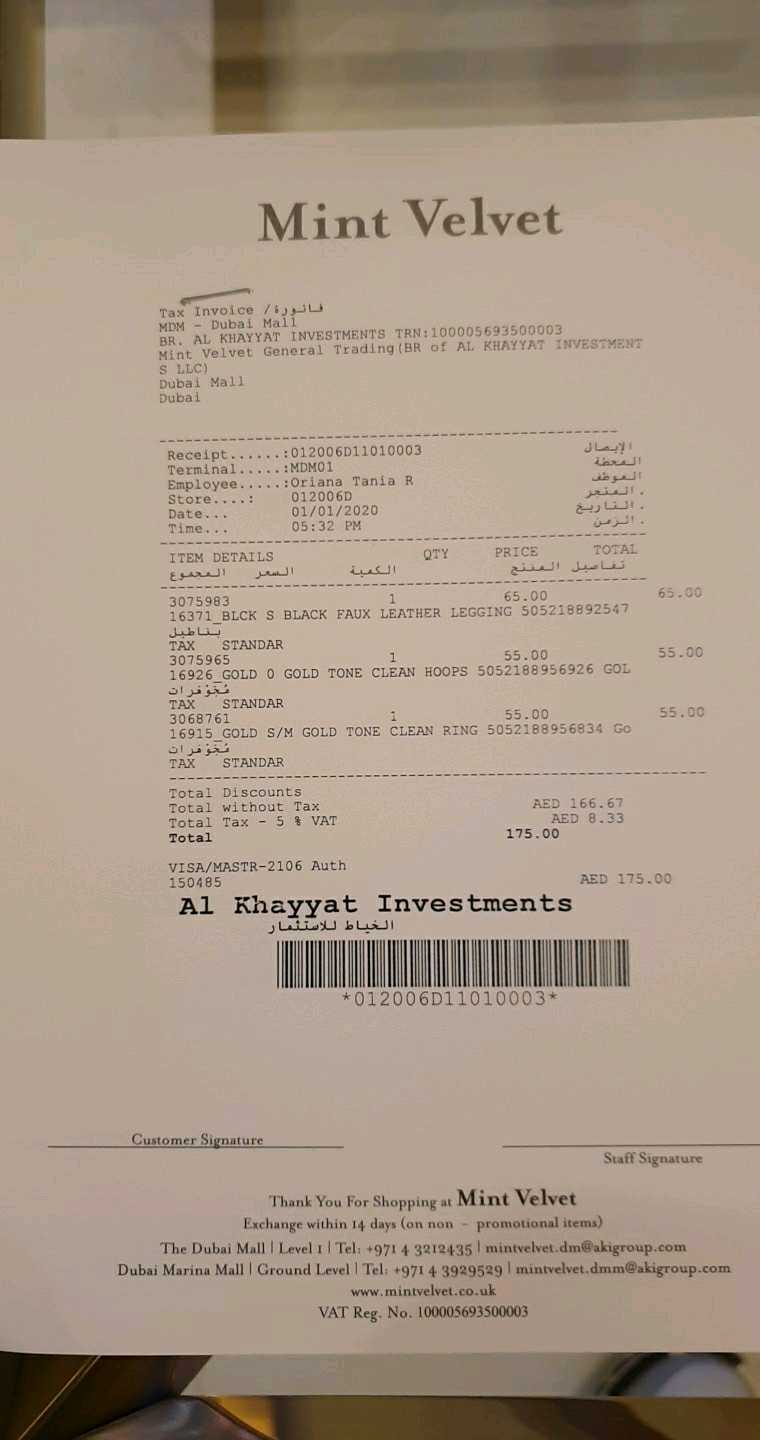 Mint Velvet
Tax Invoice / فاتورة
MDM - Dubai Mall
BR. AL KHAYYAT INVESTMENTS TRN:100005693500003
Mint Velvet General Trading(BR of AL KHAYYAT INVESTMENT
S LLC)
Dubai Mall
Dubai
Receipt......:012006D11010003 الإيصال
Terminal.....:MDM01 المحطة
Employee.....:Oriana Tania R الموظف
Store....: 012006D المتجر.
Date... 01/01/2020 التاريخ.
Time... 05:32 PM الزمن.
ITEM DETAILS QTY PRICE TOTAL
المجموع السعر الكمية تفاصيل المنتج
3075983 1 65.00 65.00
16371_BLCK S BLACK FAUX LEATHER LEGGING 505218892547
بناطيل
TAX STANDAR
3075965 1 55.00 55.00
16926_GOLD 0 GOLD TONE CLEAN HOOPS 5052188956926 GOL
مُجَوْهرات
TAX STANDAR
3068761 1 55.00 55.00
16915_GOLD S/M GOLD TONE CLEAN RING 5052188956834 Go
مُجَوْهرات
TAX STANDAR
Total Discounts
Total without Tax AED 166.67
Total Tax - 5 % VAT AED 8.33
Total 175.00
VISA/MASTR-2106 Auth
150485 AED 175.00
Al Khayyat Investments
الخياط للاستثمار
*012006D11010003*
Customer Signature
Staff Signature
Thank You For Shopping at Mint Velvet
Exchange within 14 days (on non - promotional items)
The Dubai Mall | Level 1 | Tel: +971 4 3212435 | mintvelvet.dm@akigroup.com
Dubai Marina Mall | Ground Level | Tel: +971 4 3929529 | mintvelvet.dmm@akigroup.com
www.mintvelvet.co.uk
VAT Reg. No. 100005693500003